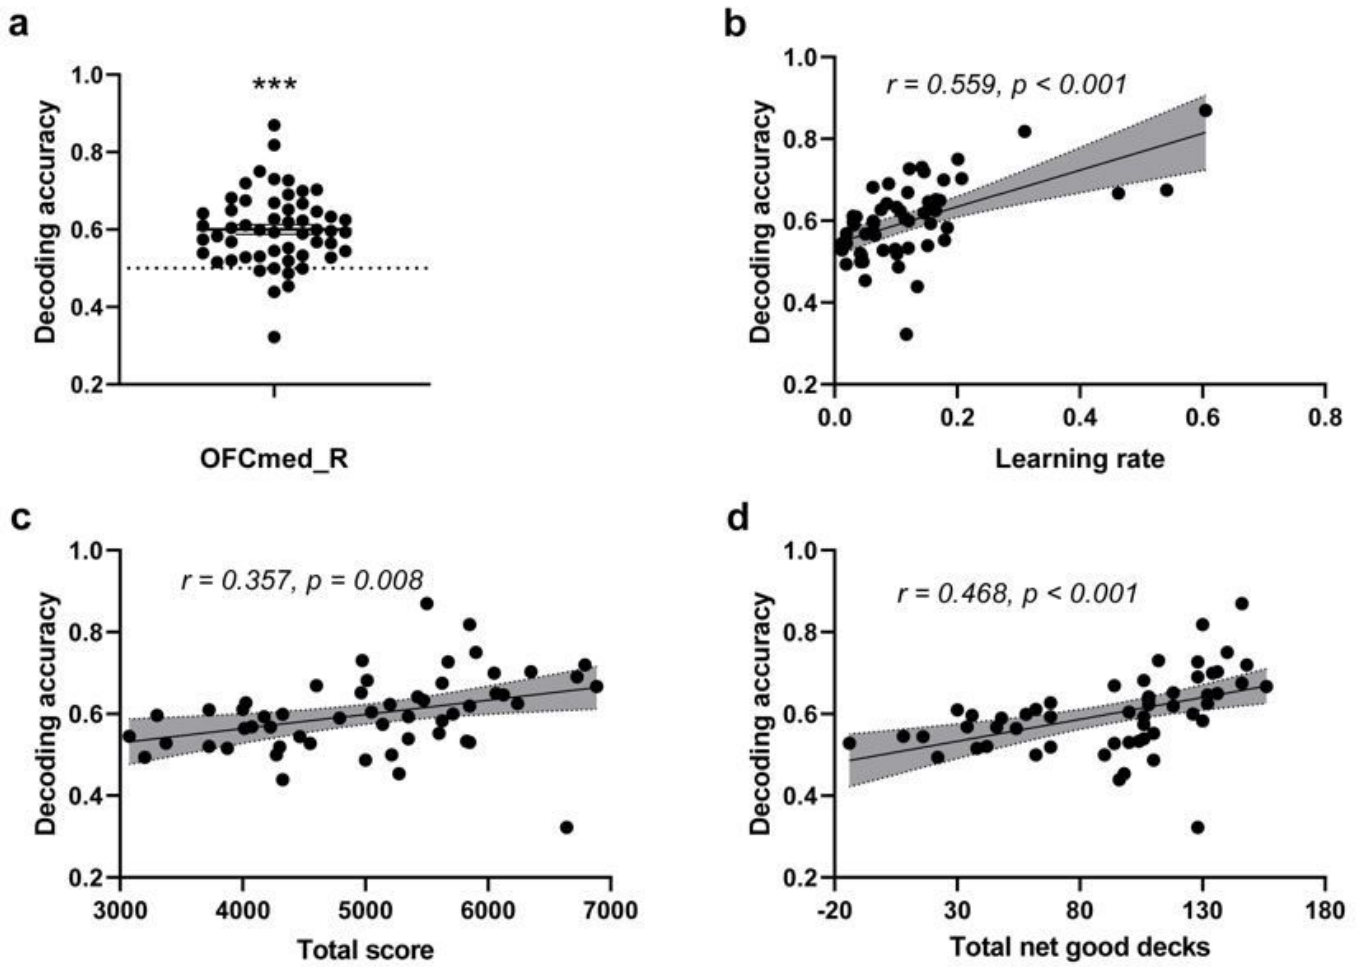 a
1.0
0.8
0.6
0.4
0.2
***
Decoding accuracy
OFCmed_R
b
1.0
0.8
0.6
0.4
0.2
r = 0.559, p < 0.001
Decoding accuracy
0.0 0.2 0.4 0.6 0.8
Learning rate
c
1.0
0.8
0.6
0.4
0.2
r = 0.357, p = 0.008
Decoding accuracy
3000 4000 5000 6000 7000
Total score
d
1.0
0.8
0.6
0.4
0.2
r = 0.468, p < 0.001
Decoding accuracy
-20 30 80 130 180
Total net good decks